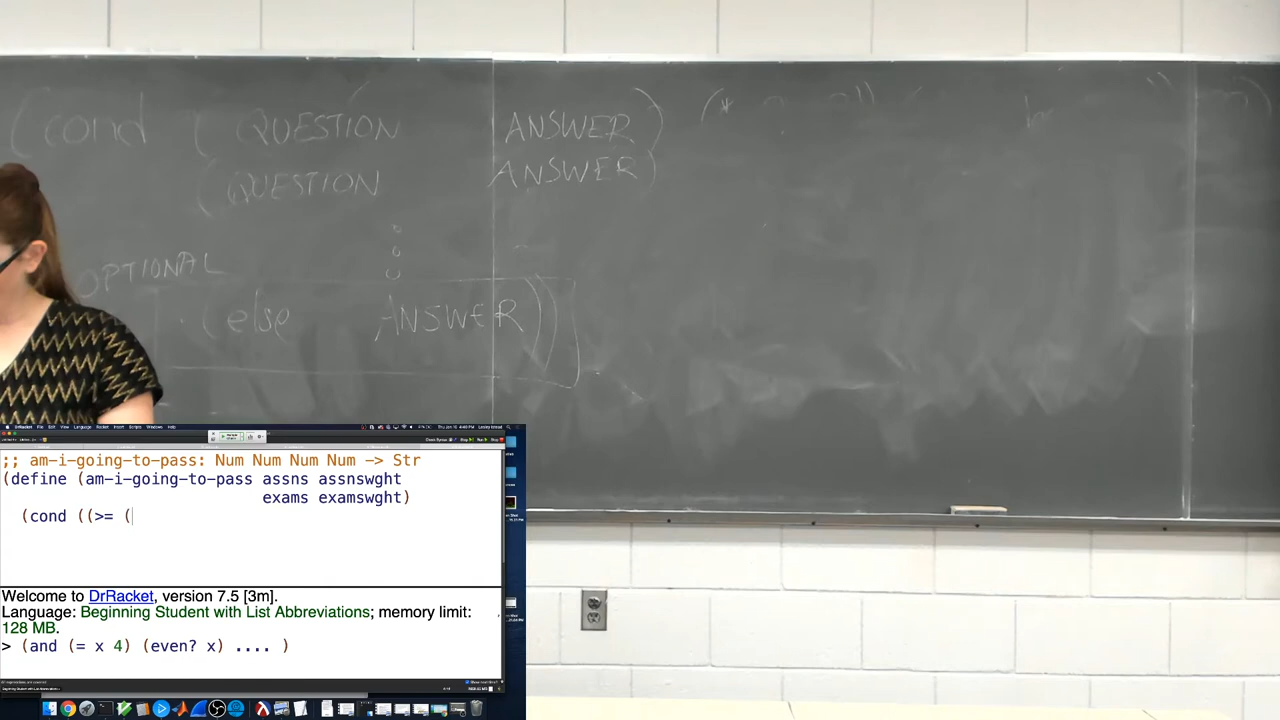 (cond ( QUESTION ANSWER)
( QUESTION ANSWER)
OPTIONAL
(else ANSWER))
;; am-i-going-to-pass: Num Num Num Num -> Str
(define (am-i-going-to-pass assns assnswght
exams examswght)
(cond ((>= (
Welcome to DrRacket, version 7.5 [3m].
Language: Beginning Student with List Abbreviations; memory limit:
128 MB.
> (and (= x 4) (even? x) .... )